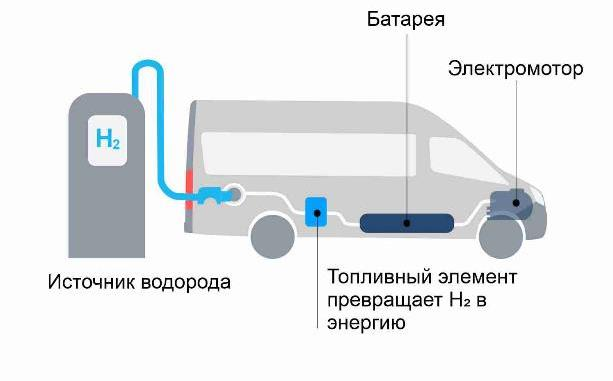 Батарея
Электромотор
H₂
Источник водорода
Топливный элемент
превращает H₂ в
энергию